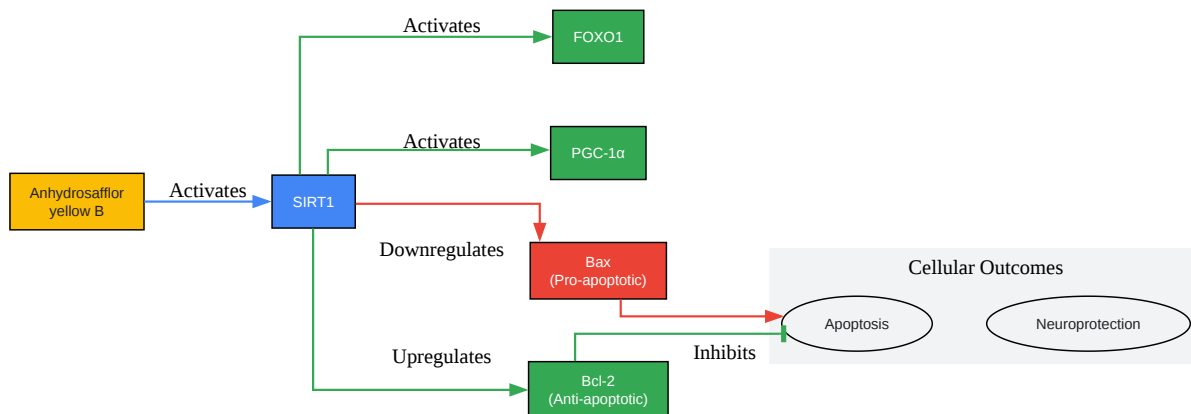 Activates
FOXO1
Activates
PGC-1α
Anhydrosafflor
yellow B
Activates
SIRT1
Downregulates
Bax
(Pro-apoptotic)
Cellular Outcomes
Apoptosis
Neuroprotection
Upregulates
Inhibits
Bcl-2
(Anti-apoptotic)